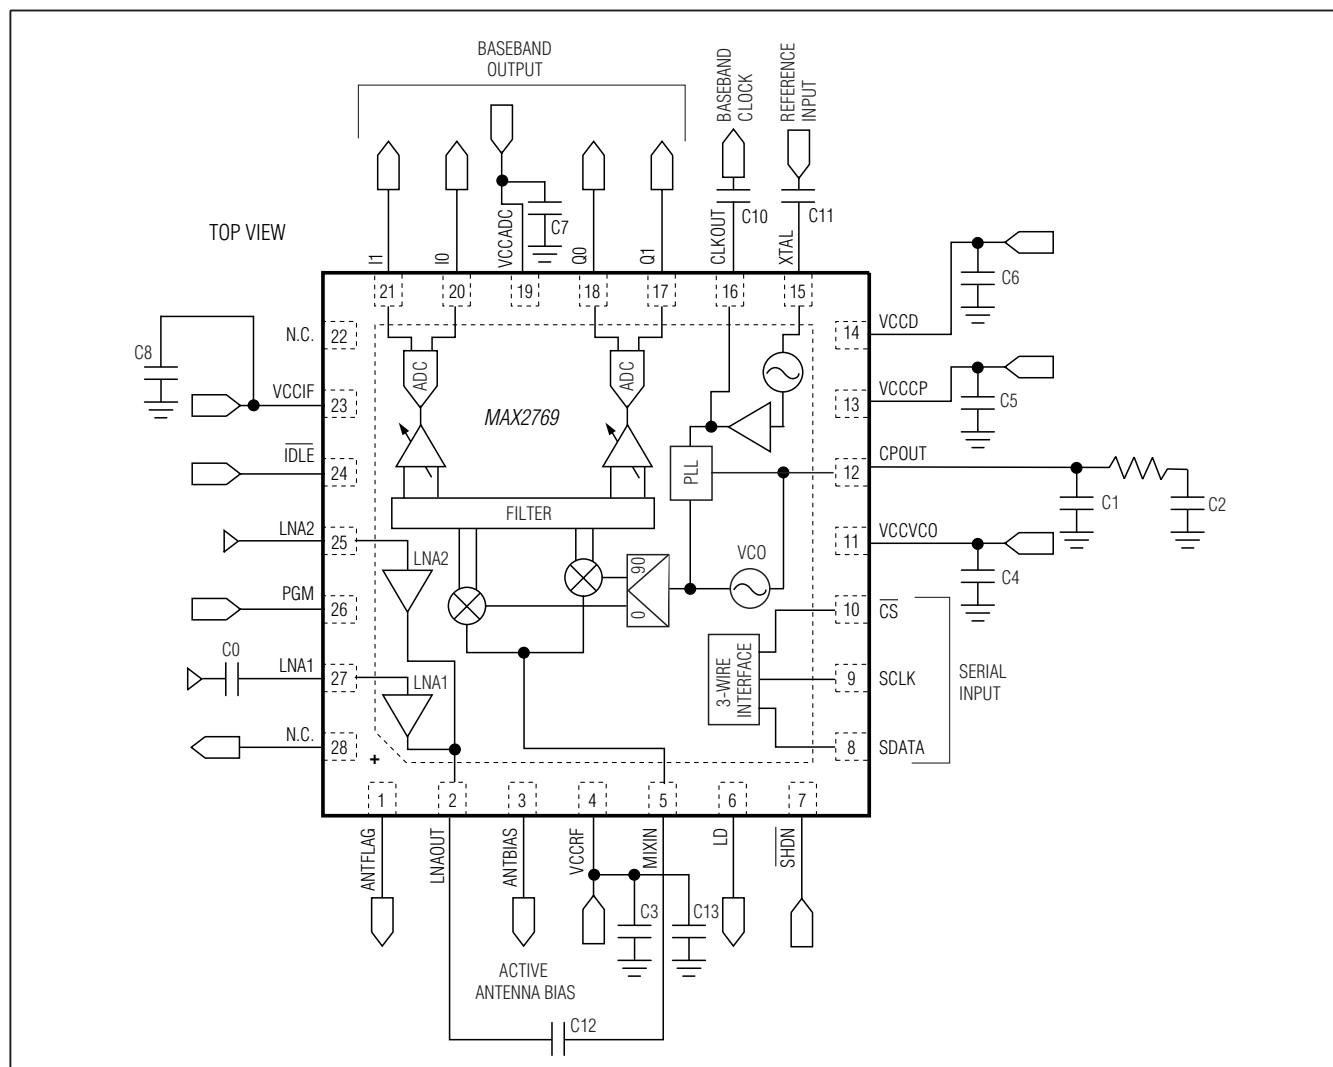 BASEBAND
OUTPUT
BASEBAND
CLOCK
REFERENCE
INPUT
TOP VIEW
I1
I0
VCCADC
C7
Q0
Q1
CLKOUT
C10
XTAL
C11
21
20
19
18
17
16
15
C6
14
VCCD
N.C.
22
C8
VCCIF
23
ADC
ADC
MAX2769
13
VCCCP
C5
IDLE
24
PLL
12
CPOUT
C1
C2
FILTER
LNA2
25
LNA2
VCO
11
VCCVCO
C4
90
0
PGM
26
10
CS
C0
LNA1
27
LNA1
3-WIRE
INTERFACE
9
SCLK
SERIAL
INPUT
N.C.
28
8
SDATA
+
1
2
3
4
5
6
7
ANTFLAG
LNAOUT
ANTBIAS
VCCRF
MIXIN
LD
SHDN
C3
C13
ACTIVE
ANTENNA BIAS
C12